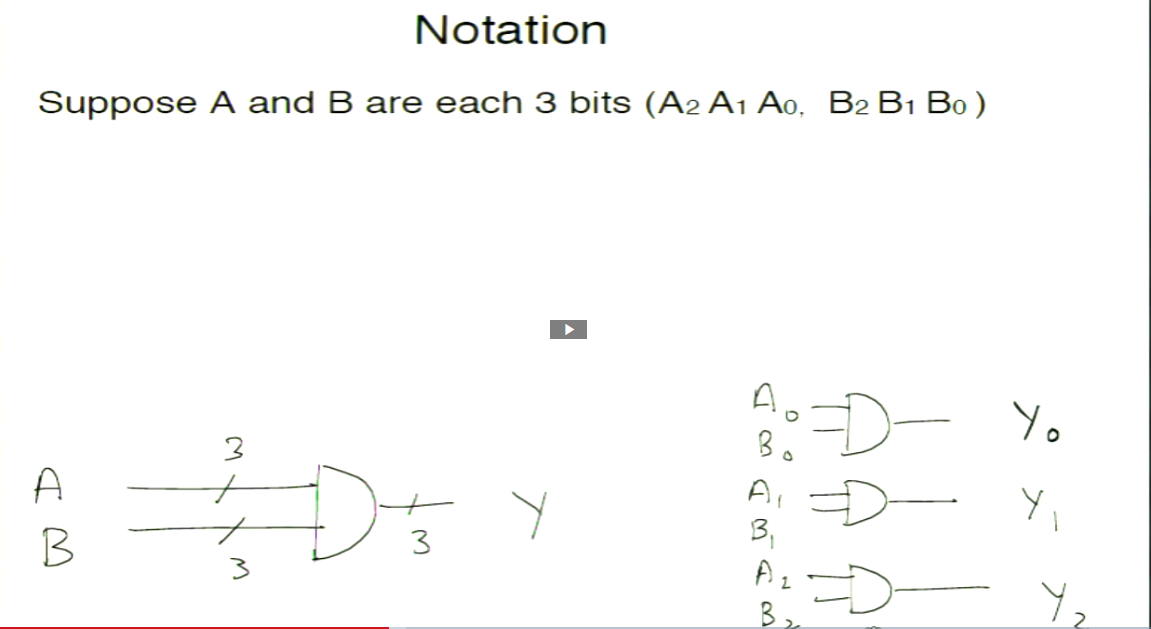 Notation
Suppose A and B are each 3 bits (A2 A1 A0, B2 B1 B0 )
3
A
B
3
3
Y
A0
B0
Y0
A1
B1
Y1
A2
B2
Y2